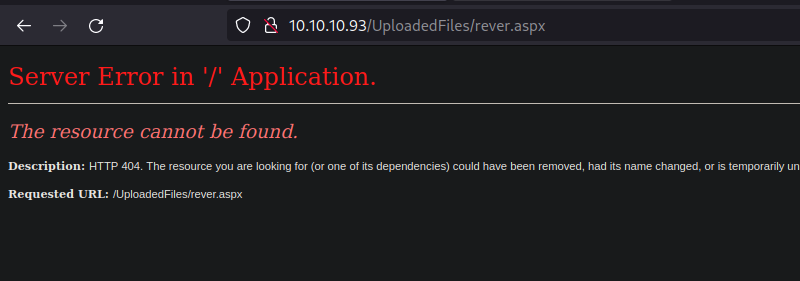 10.10.10.93/UploadedFiles/rever.aspx
Server Error in '/' Application.
The resource cannot be found.
Description: HTTP 404. The resource you are looking for (or one of its dependencies) could have been removed, had its name changed, or is temporarily un
Requested URL: /UploadedFiles/rever.aspx